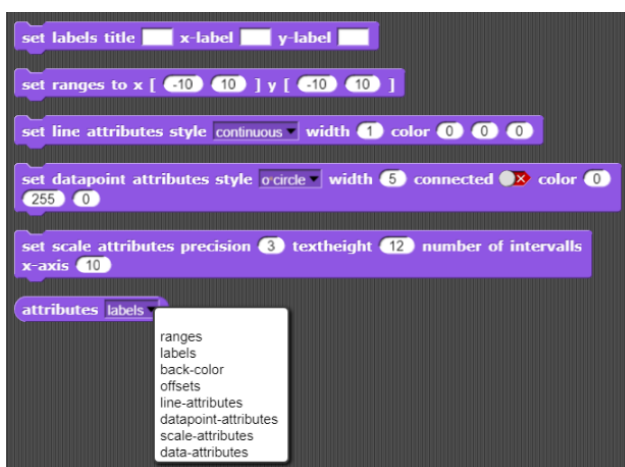 set labels title x-label y-label
set ranges to x [ -10 10 ] y [ -10 10 ]
set line attributes style continuous width 1 color 0 0 0
set datapoint attributes style o·circle width 5 connected color 0
255 0
set scale attributes precision 3 textheight 12 number of intervalls
x-axis 10
attributes labels
ranges
labels
back-color
offsets
line-attributes
datapoint-attributes
scale-attributes
data-attributes